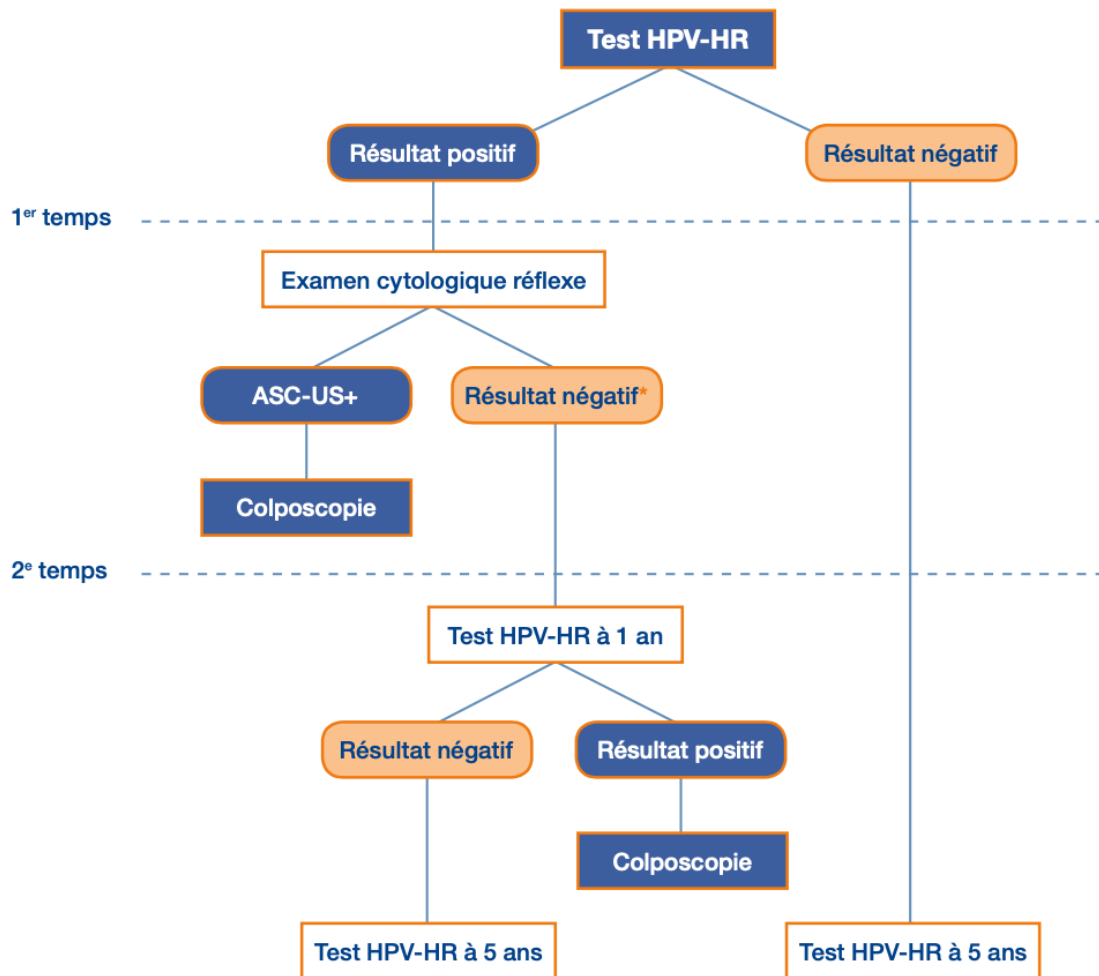 Test HPV-HR
Résultat positif
Résultat négatif
1er temps
Examen cytologique réflexe
ASC-US+
Résultat négatif*
Colposcopie
2e temps
Test HPV-HR à 1 an
Résultat négatif
Résultat positif
Colposcopie
Test HPV-HR à 5 ans
Test HPV-HR à 5 ans